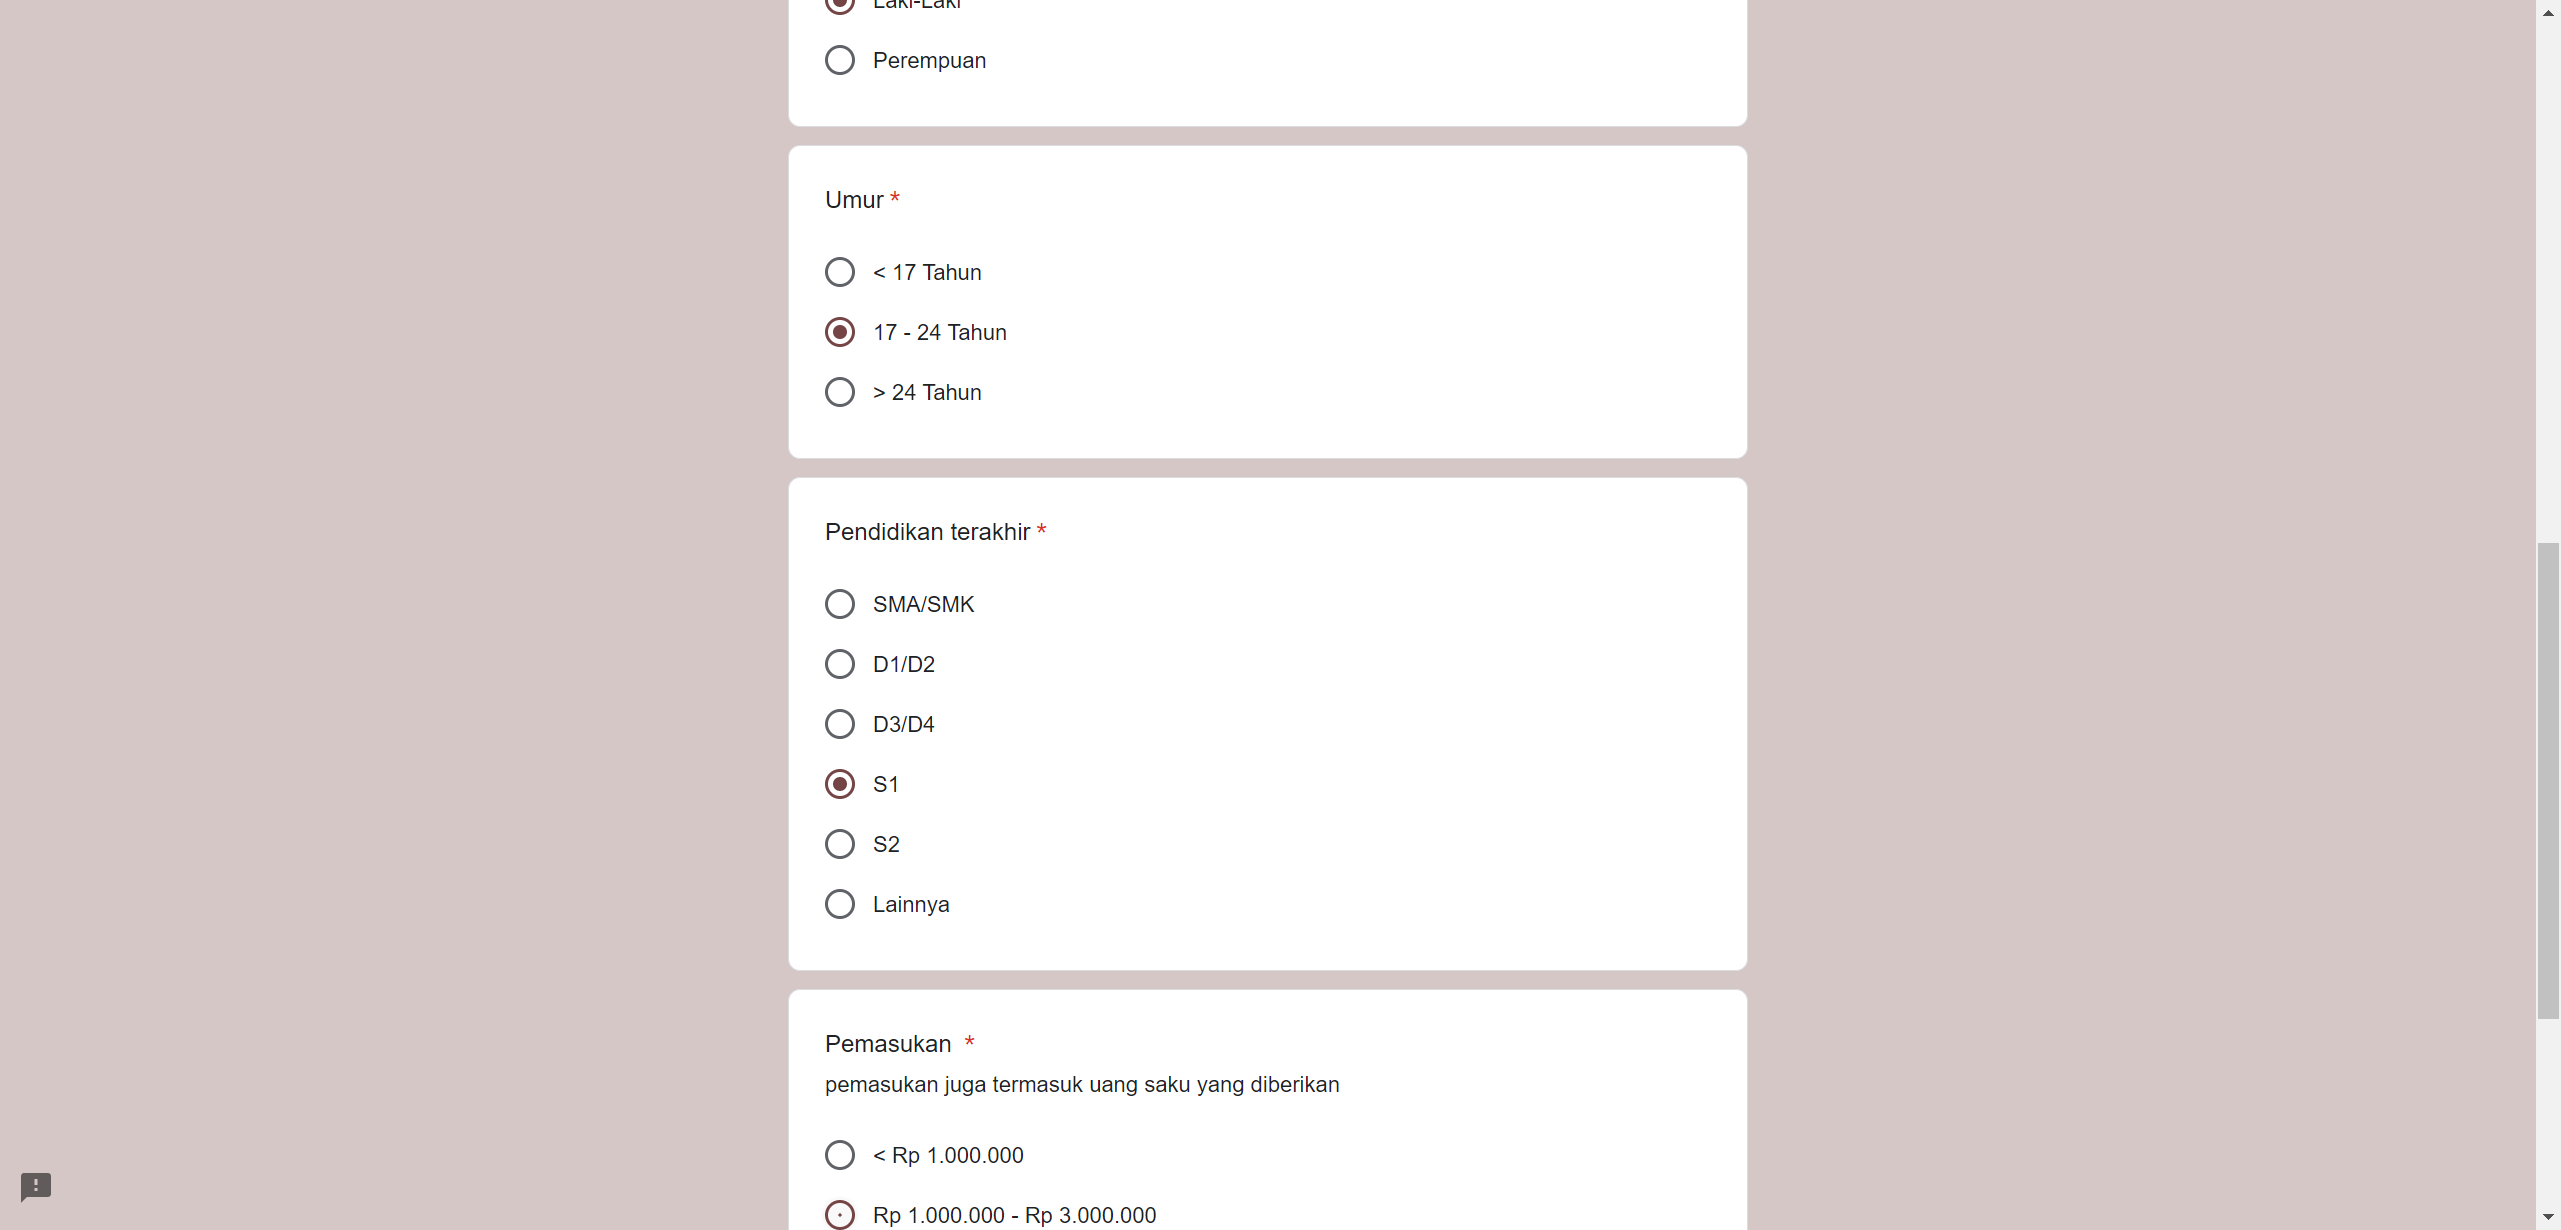 Laki-Laki
Perempuan
Umur *
< 17 Tahun
17 - 24 Tahun
> 24 Tahun
Pendidikan terakhir *
SMA/SMK
D1/D2
D3/D4
S1
S2
Lainnya
Pemasukan *
pemasukan juga termasuk uang saku yang diberikan
< Rp 1.000.000
Rp 1.000.000 - Rp 3.000.000